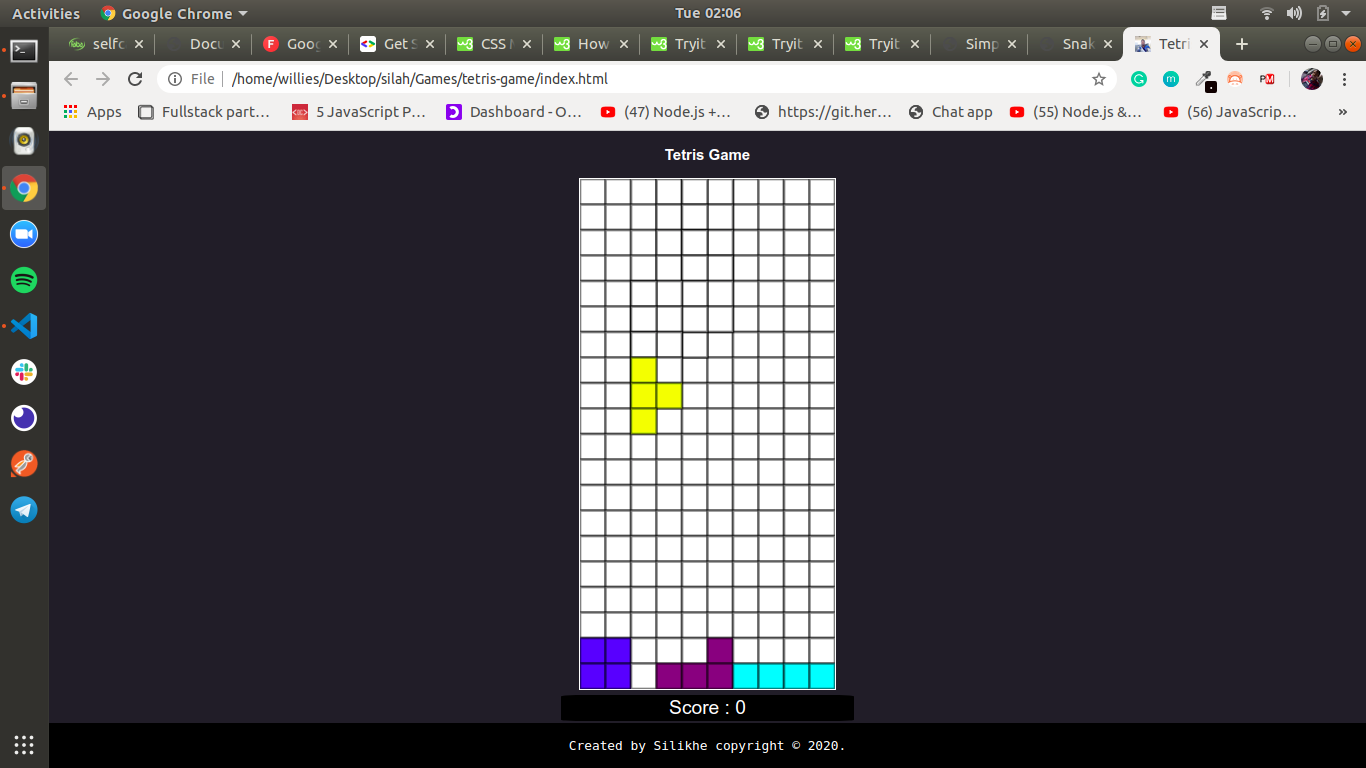 Activities Google Chrome Tue 02:06
selfc Docu Goog Get S CSS How Tryit Tryit Tryit Simp Snak Tetri
File /home/willies/Desktop/silah/Games/tetris-game/index.html
Apps Fullstack part… 5 JavaScript P… Dashboard - O… (47) Node.js +… https://git.her… Chat app (55) Node.js &… (56) JavaScrip… »
Tetris Game
Score : 0
Created by Silikhe copyright © 2020.